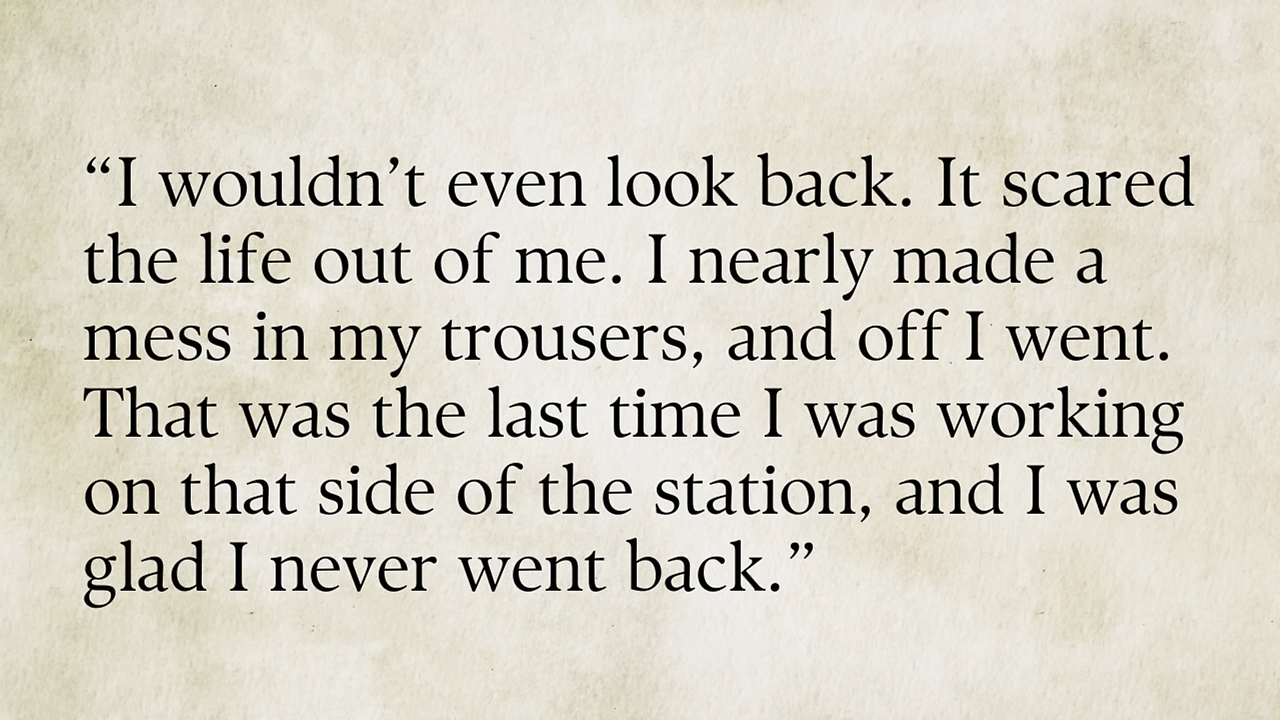 “I wouldn’t even look back. It scared
the life out of me. I nearly made a
mess in my trousers, and off I went.
That was the last time I was working
on that side of the station, and I was
glad I never went back.”